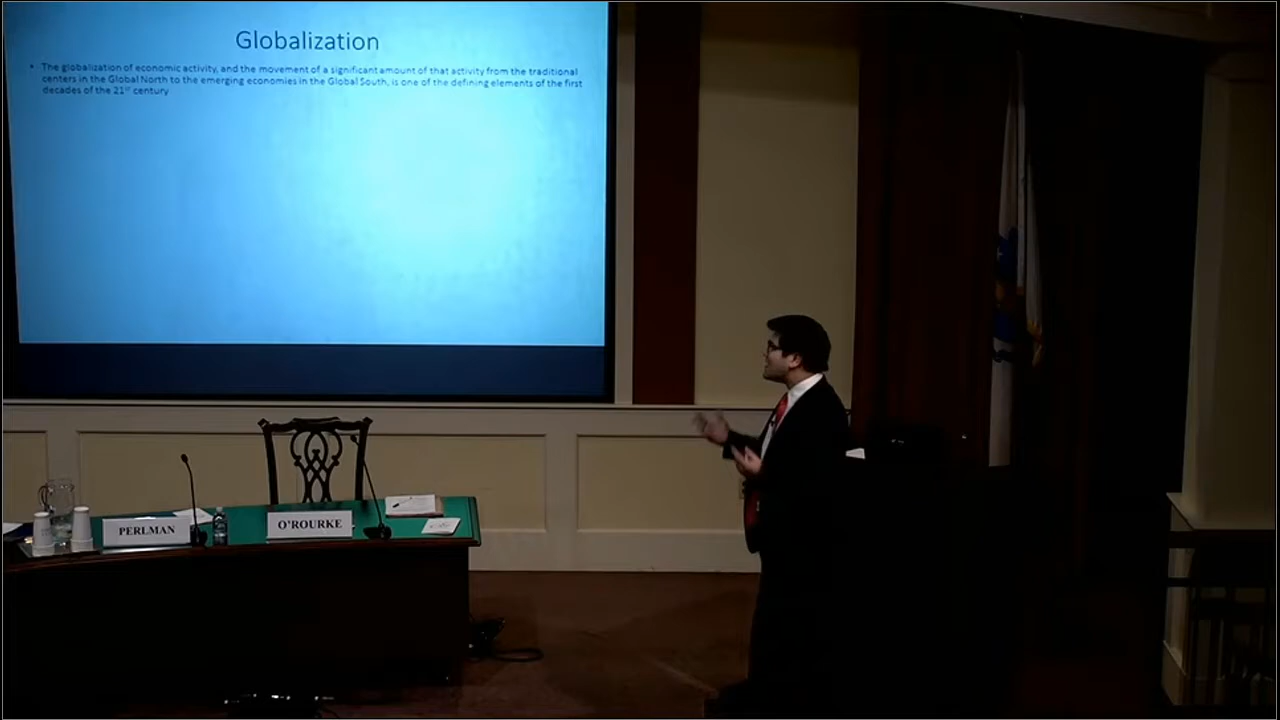 Globalization
• The globalization of economic activity, and the movement of a significant amount of that activity from the traditional
centers in the Global North to the emerging economies in the Global South, is one of the defining elements of the first
decades of the 21st century
PERLMAN
O'ROURKE